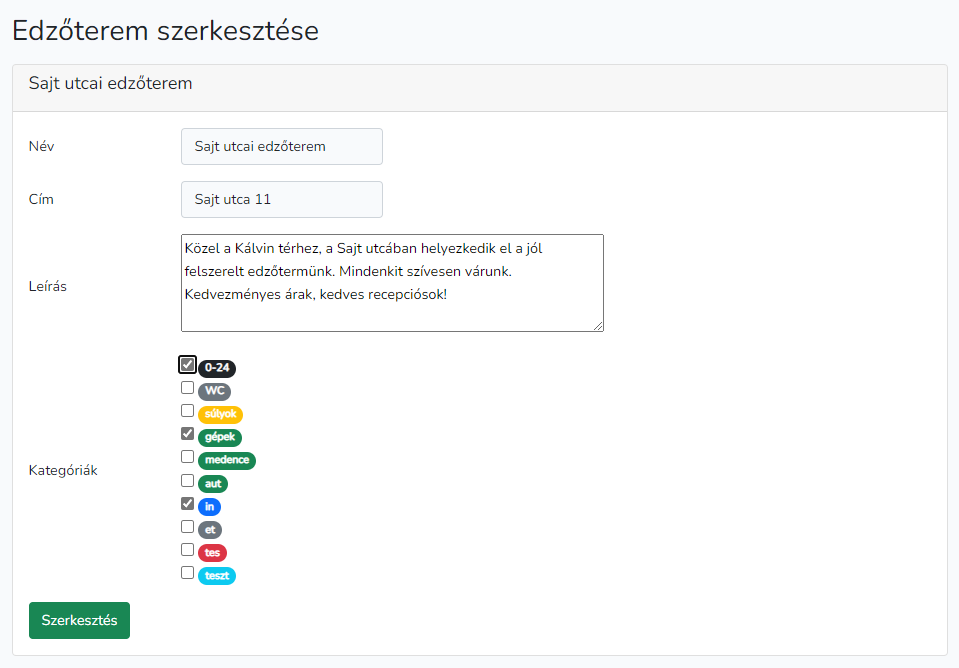 Edzőterem szerkesztése
Sajt utcai edzőterem
Név
Sajt utcai edzőterem
Cím
Sajt utca 11
Leírás
Közel a Kálvin térhez, a Sajt utcában helyezkedik el a jól
felszerelt edzőtermünk. Mindenkit szívesen várunk.
Kedvezményes árak, kedves recepciósok!
Kategóriák
0-24
WC
súlyok
gépek
medence
aut
in
et
tes
teszt
Szerkesztés